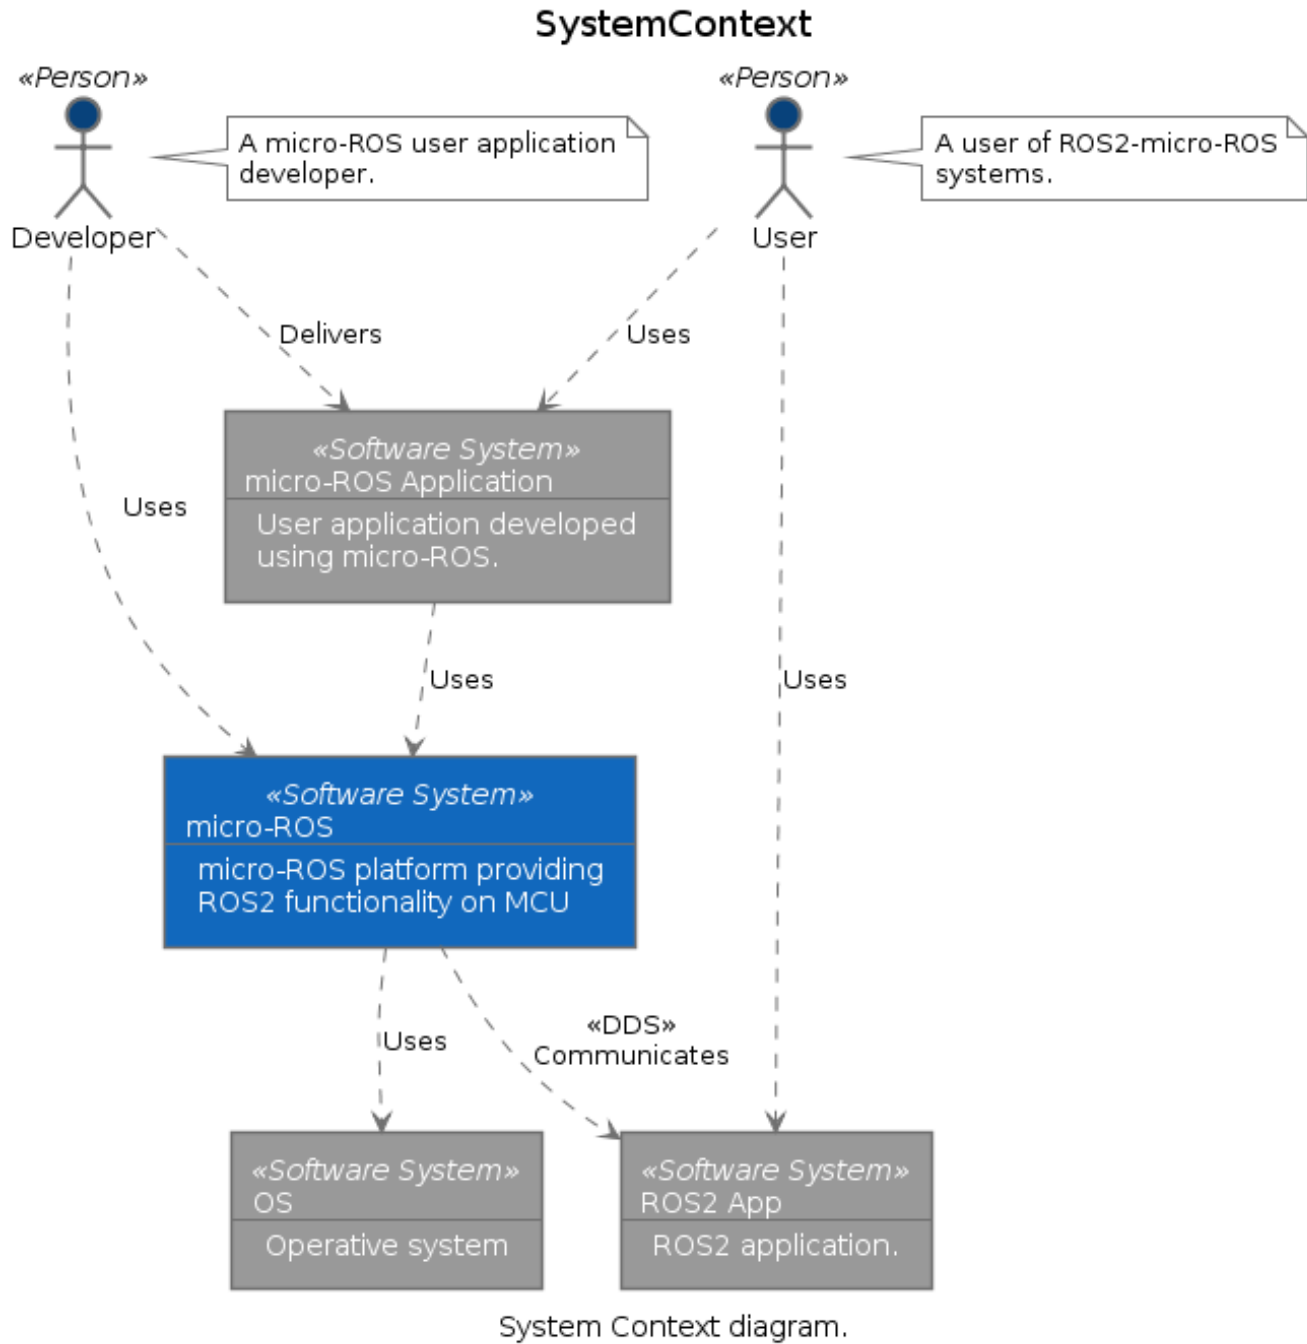 SystemContext
«Person»
A micro-ROS user application
developer.
Developer
«Person»
A user of ROS2-micro-ROS
systems.
User
Delivers
Uses
«Software System»
micro-ROS Application
User application developed
using micro-ROS.
Uses
Uses
Uses
«Software System»
micro-ROS
micro-ROS platform providing
ROS2 functionality on MCU
Uses
«DDS»
Communicates
«Software System»
OS
Operative system
«Software System»
ROS2 App
ROS2 application.
System Context diagram.